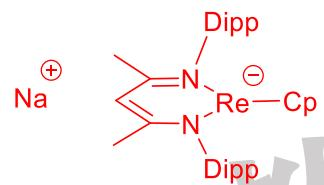 Dipp
Na + N − Re Cp
N
Dipp